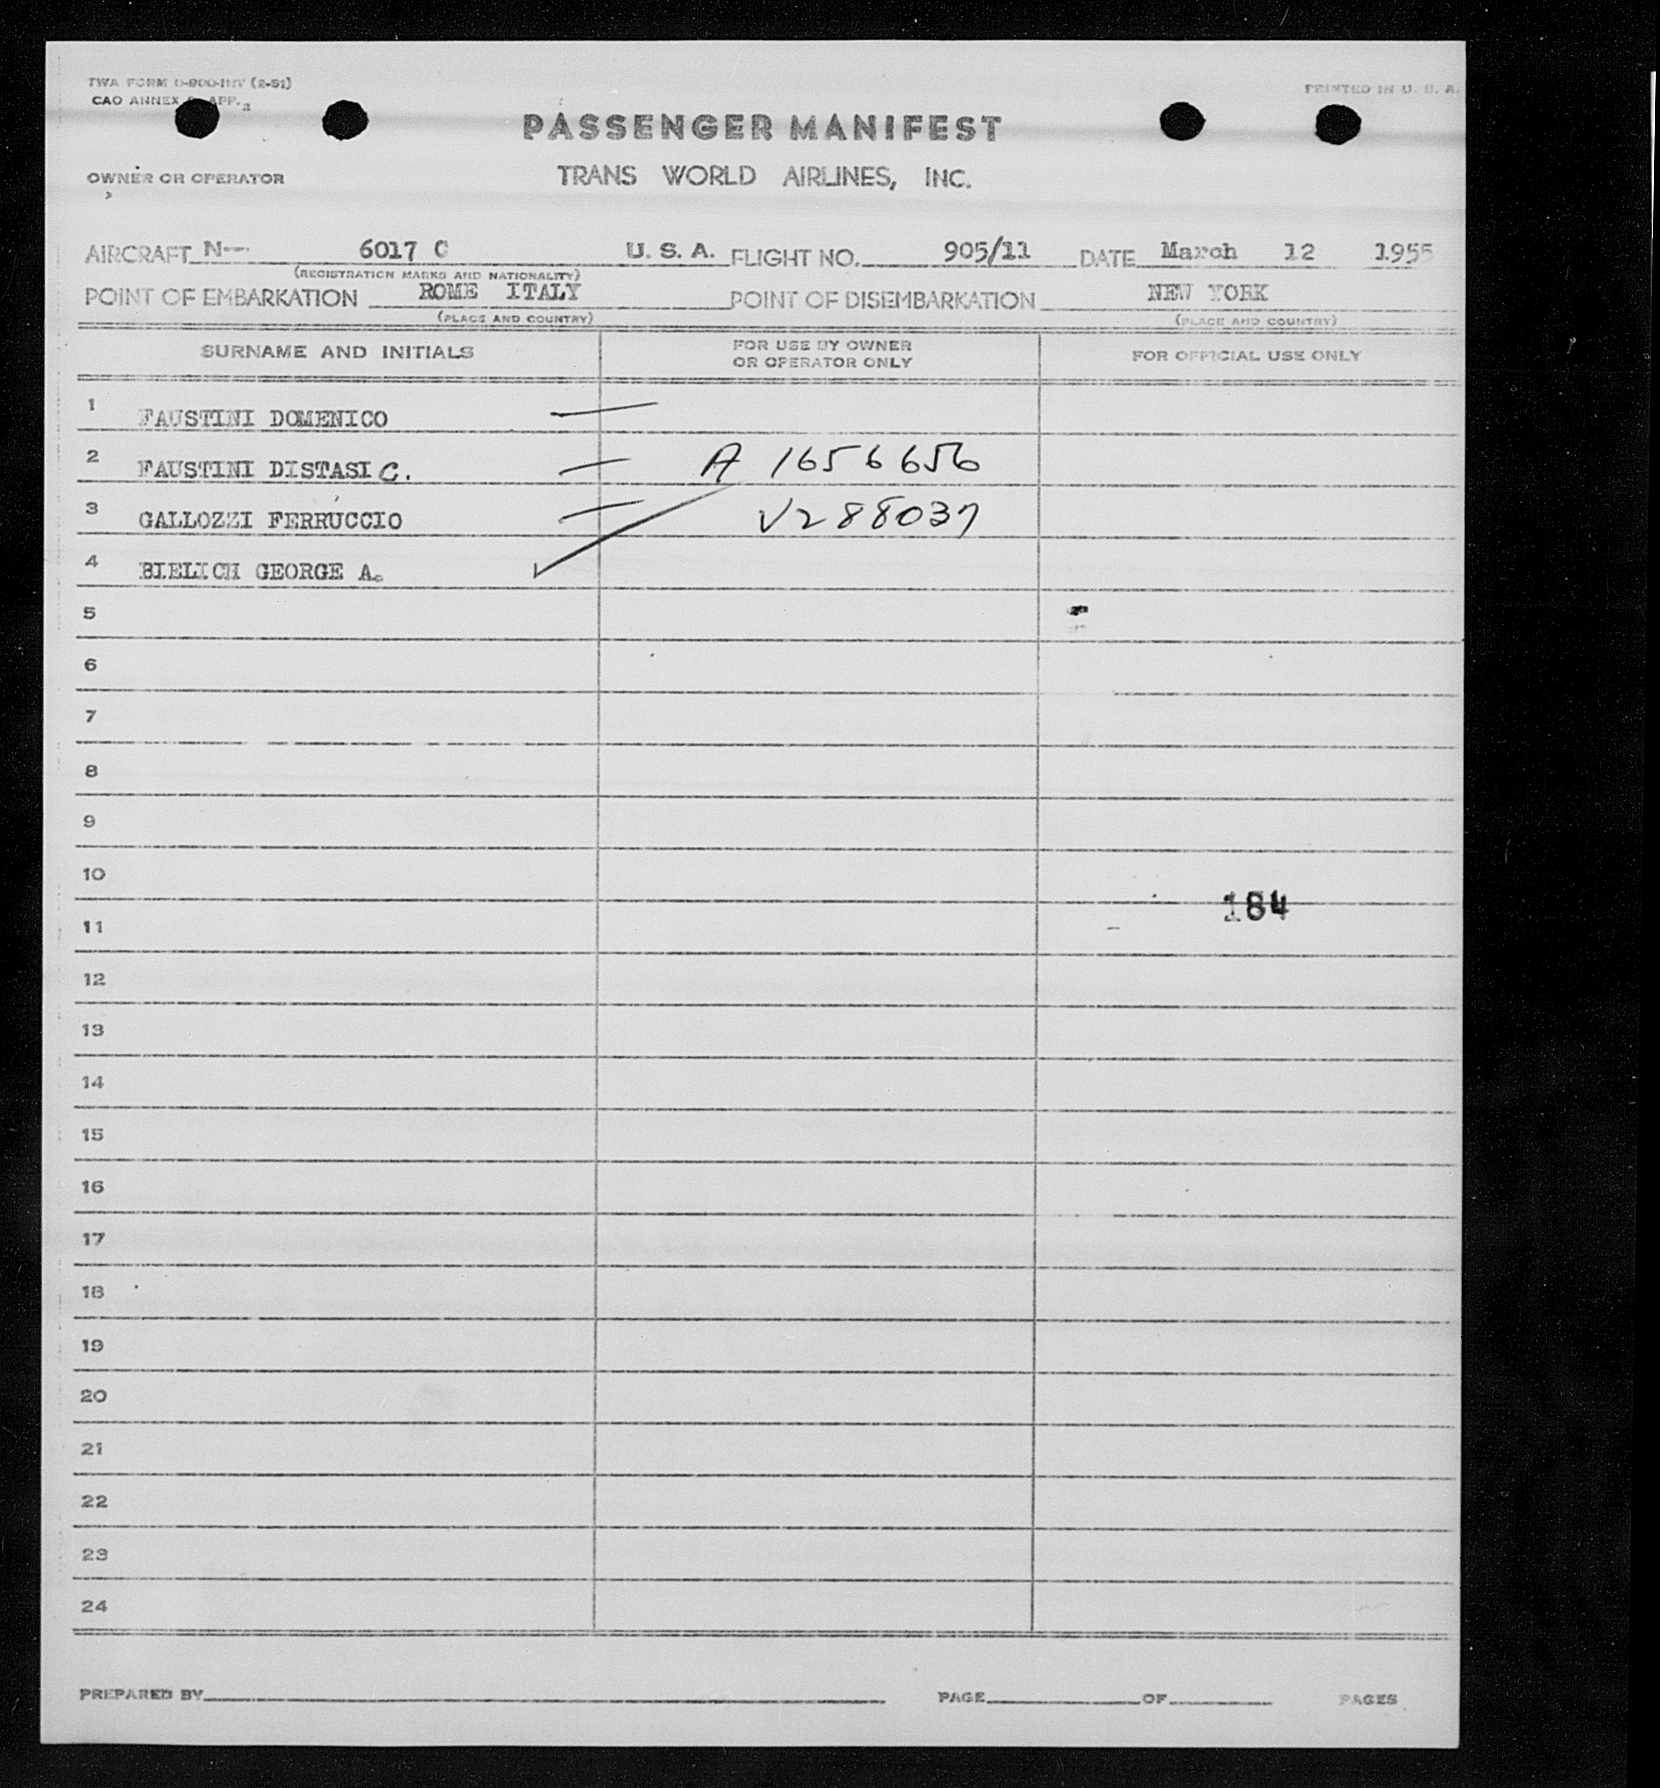 TWA FORM O-900-INT (2-51)
CAO ANNEX APP. 3
PRINTED IN U. S. A.
PASSENGER MANIFEST
OWNER OR OPERATOR
TRANS WORLD AIRLINES, INC.
AIRCRAFT N— 6017 C U. S. A. FLIGHT NO. 905/11 DATE March 12 1955
(REGISTRATION MARKS AND NATIONALITY)
POINT OF EMBARKATION ROME ITALY POINT OF DISEMBARKATION NEW YORK
(PLACE AND COUNTRY) (PLACE AND COUNTRY)
SURNAME AND INITIALS FOR USE BY OWNER OR OPERATOR ONLY FOR OFFICIAL USE ONLY
1 FAUSTINI DOMENICO —
2 FAUSTINI DISTASI C. — A 1656656
3 GALLOZZI FERRUCCIO — V288037
4 BIELICH GEORGE A. ✓
5
6
7
8
9
10
184
11
12
13
14
15
16
17
18
19
20
21
22
23
24
PREPARED BY PAGE OF PAGES